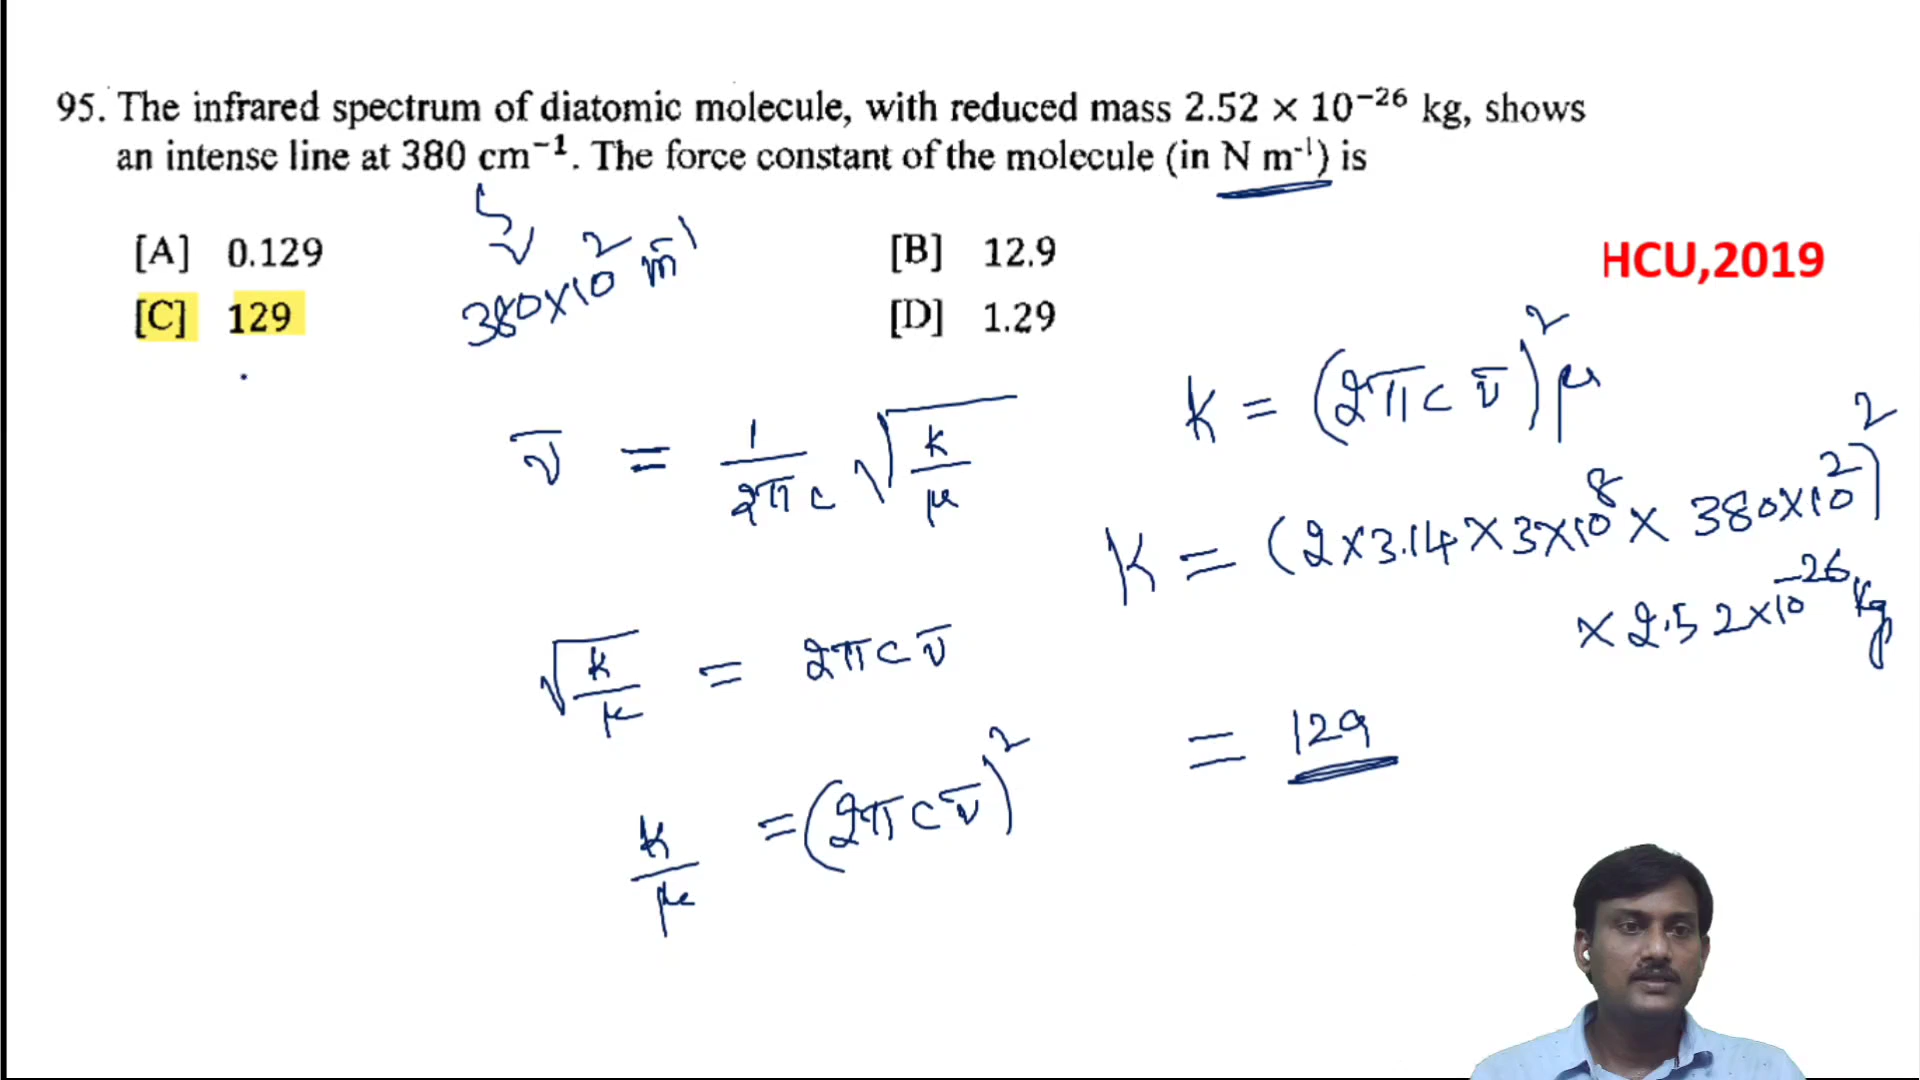 95. The infrared spectrum of diatomic molecule, with reduced mass 2.52 × 10⁻²⁶ kg, shows
an intense line at 380 cm⁻¹. The force constant of the molecule (in N m⁻¹) is
[A] 0.129
[B] 12.9
[C] 129
[D] 1.29
HCU,2019
ν̅
380×10² m⁻¹
ν̅ = 1/2πc √k/μ
√k/μ = 2πcν̅
k/μ = (2πcν̅)²
k = (2πcν̅)²μ
k = (2×3.14×3×10⁸×380×10²)²
×2.52×10⁻²⁶ kg
= 129